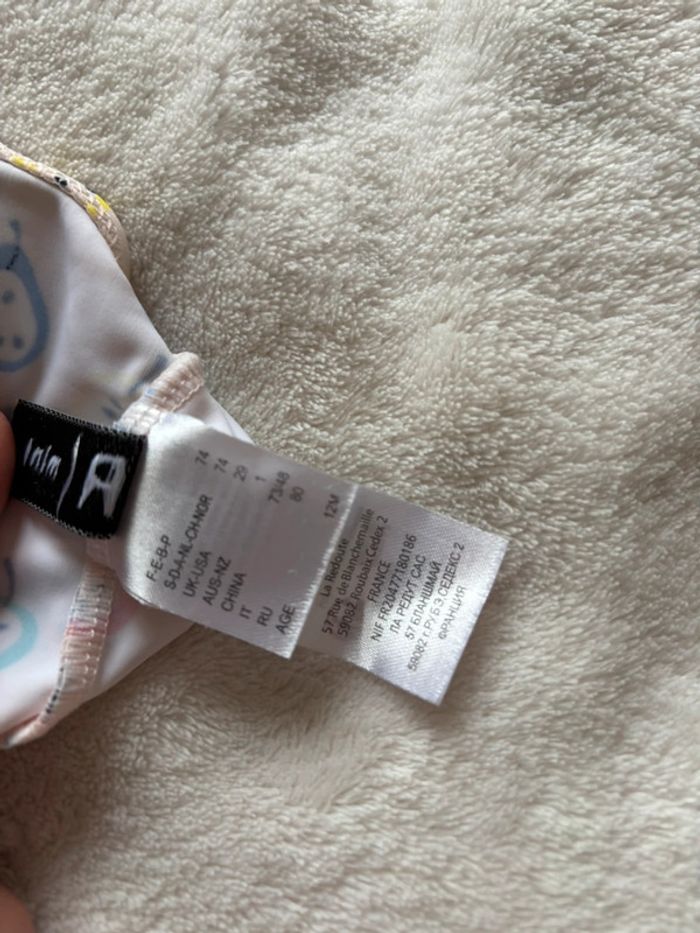 F-E-B-P 74
S-D-A-NL-CH-NOR 74
UK-USA 29
AUS-NZ 1
CHINA 73/48
IT 80
RU
AGE 12M
La Redoute
57 Rue de Blanchemaille
59082 Roubaix Cedex 2
FRANCE
NIF FR20477180186
ЛА РЕДУТ САС
57 БЛАНШМАЙ
59082 г.РУБЭ СЕДЕКС 2
ФРАНЦИЯ